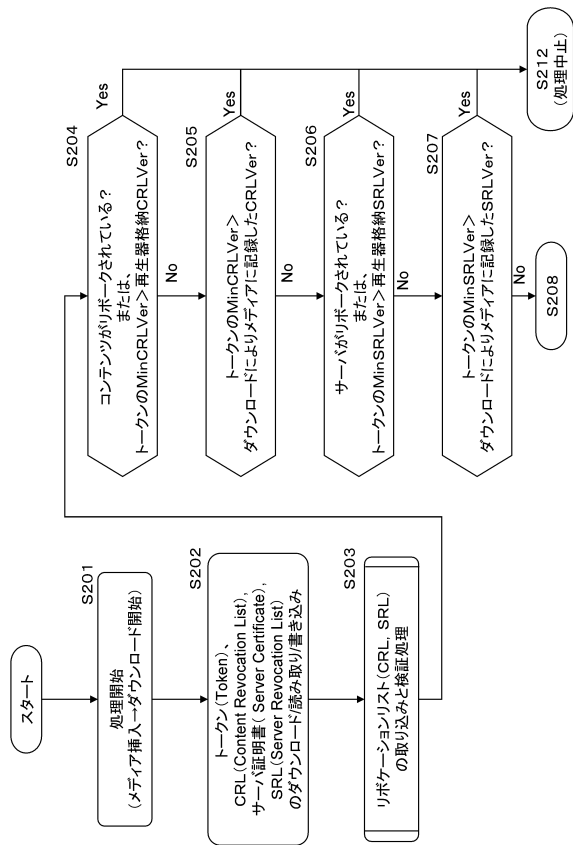 スタート
S201
処理開始
(メディア挿入→ダウンロード開始)
S202
トークン(Token)、
CRL(Content Revocation List),
サーバ証明書( Server Certificate),
SRL(Server Revocation List)
のダウンロード/読み取り/書き込み
S203
リボケーションリスト(CRL, SRL)
の取り込みと検証処理
S204
コンテンツがリボークされている?
または、
トークンのMinCRLVer>再生器格納CRLVer?
Yes
No
S205
トークンのMinCRLVer>
ダウンロードによりメディアに記録したCRLVer?
Yes
No
S206
サーバがリボークされている?
または、
トークンのMinSRLVer>再生器格納SRLVer?
Yes
No
S207
トークンのMinSRLVer>
ダウンロードによりメディアに記録したSRLVer?
Yes
No
S208
S212
(処理中止)